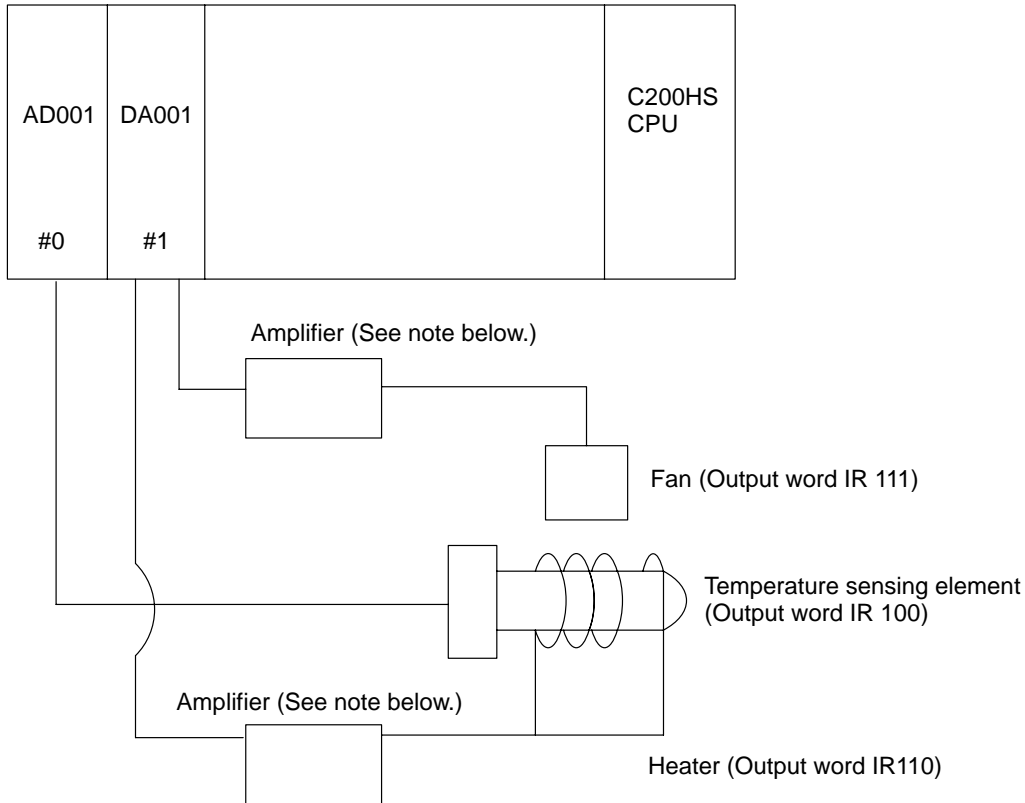 AD001
DA001
C200HS
CPU
#0
#1
Amplifier (See note below.)
Fan (Output word IR 111)
Temperature sensing element
(Output word IR 100)
Amplifier (See note below.)
Heater (Output word IR110)